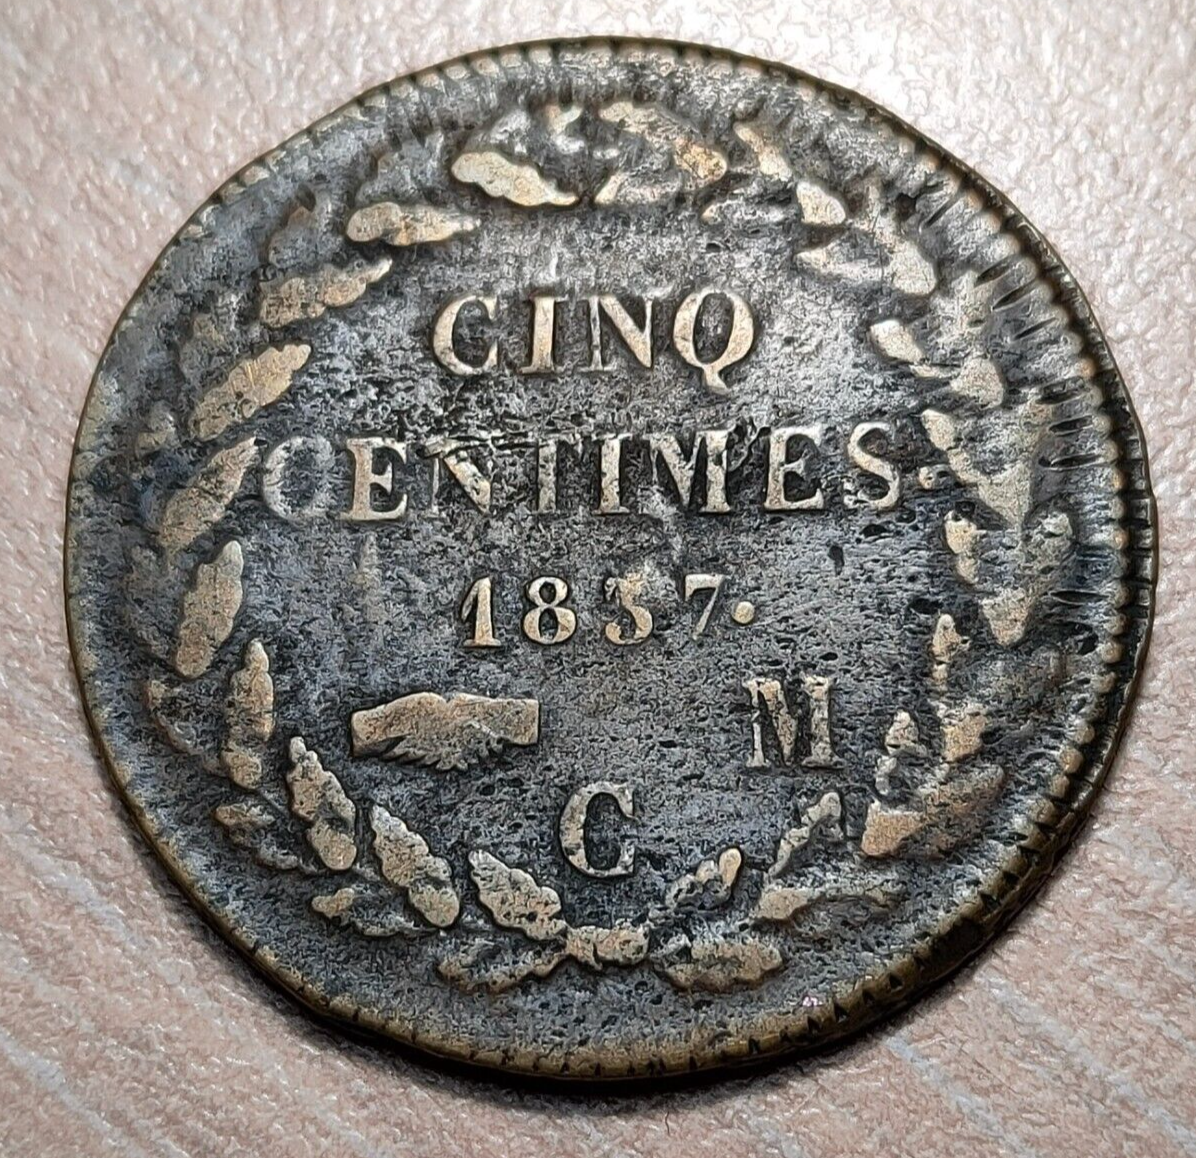 CINQ
CENTIMES.
1837.
M
C